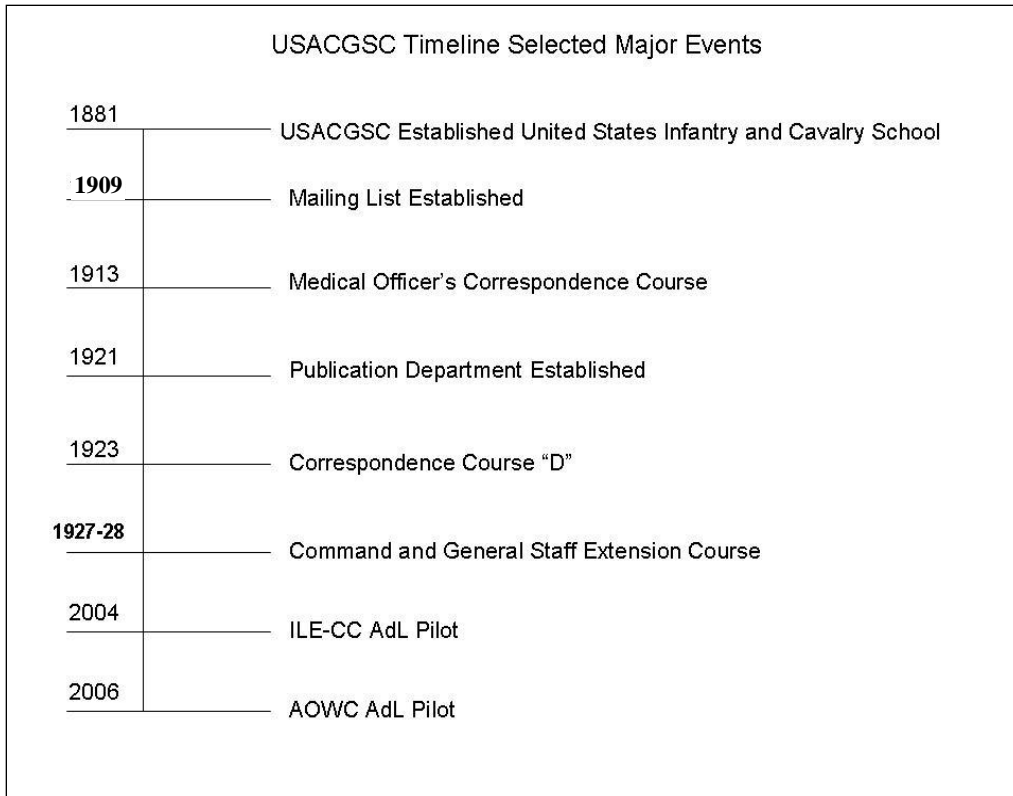 USACGSC Timeline Selected Major Events
1881
USACGSC Established United States Infantry and Cavalry School
1909
Mailing List Established
1913
Medical Officer's Correspondence Course
1921
Publication Department Established
1923
Correspondence Course “D”
1927-28
Command and General Staff Extension Course
2004
ILE-CC AdL Pilot
2006
AOWC AdL Pilot